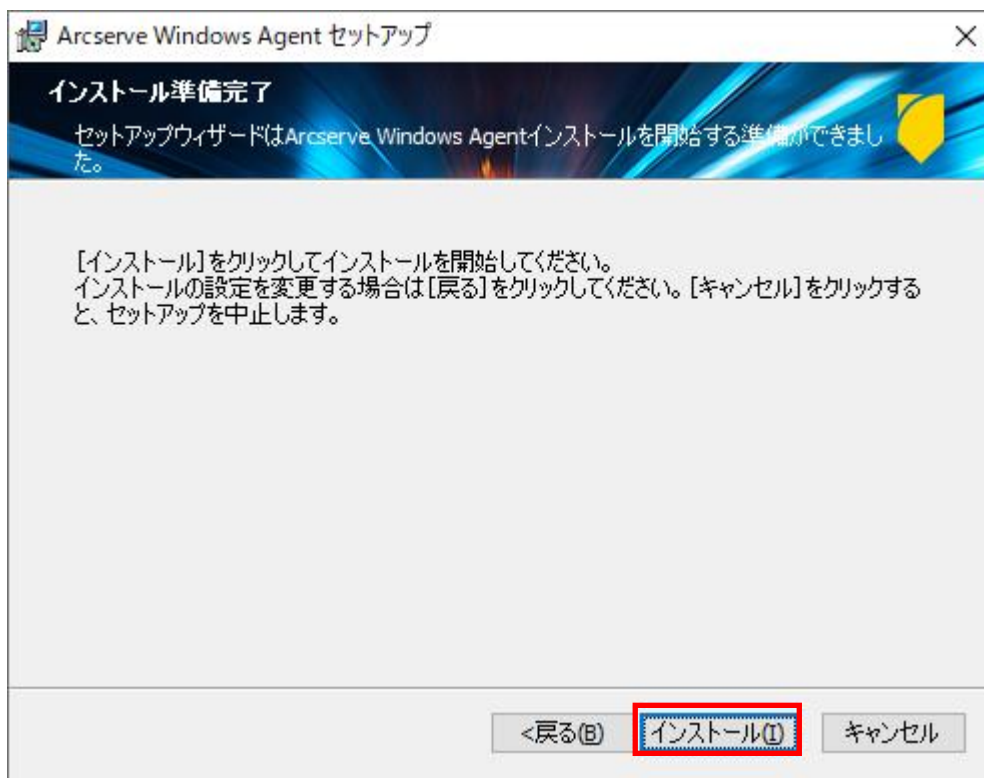 Arcserve Windows Agent セットアップ
インストール準備完了
セットアップウィザードはArcserve Windows Agentインストールを開始する準備ができまし
た。
[インストール]をクリックしてインストールを開始してください。
インストールの設定を変更する場合は[戻る]をクリックしてください。[キャンセル]をクリックする
と、セットアップを中止します。
<戻る(B) インストール(I) キャンセル